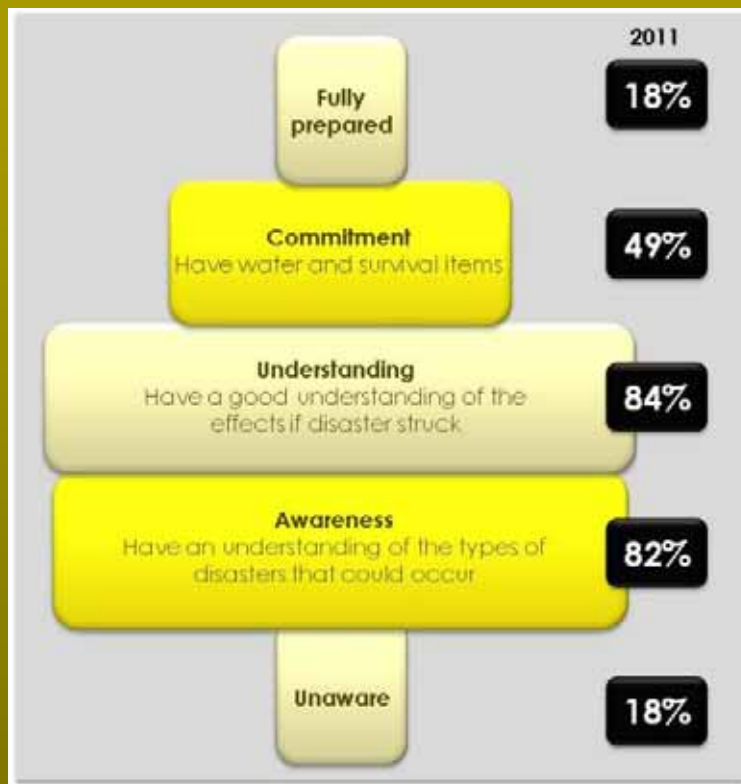 2011
Fully
prepared
18%
Commitment
Have water and survival items
49%
Understanding
Have a good understanding of the
effects if disaster struck
84%
Awareness
Have an understanding of the types of
disasters that could occur
82%
Unaware
18%